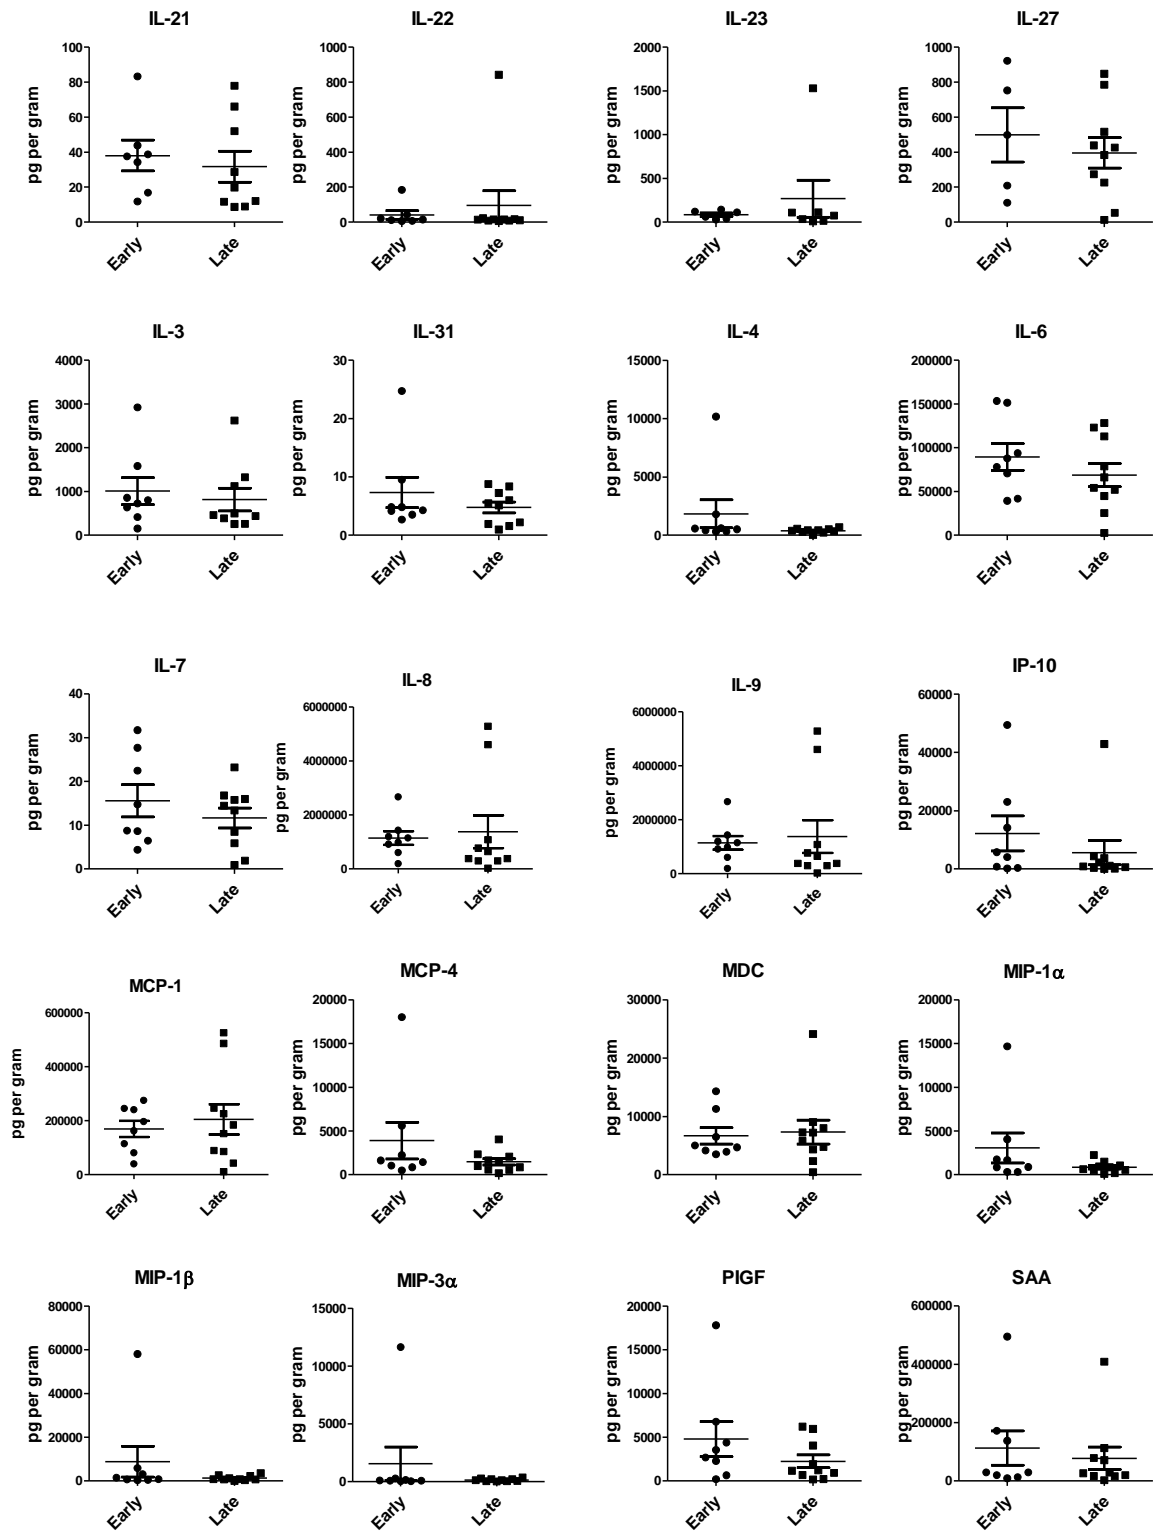 IL-21
pg per gram
100
80
60
40
20
0
Early
Late
IL-22
pg per gram
1000
800
600
400
200
0
Early
Late
IL-23
pg per gram
2000
1500
1000
500
0
Early
Late
IL-27
pg per gram
1000
800
600
400
200
0
Early
Late
IL-3
pg per gram
4000
3000
2000
1000
0
Early
Late
IL-31
pg per gram
30
20
10
0
Early
Late
IL-4
pg per gram
15000
10000
5000
0
Early
Late
IL-6
pg per gram
200000
150000
100000
50000
0
Early
Late
IL-7
pg per gram
40
30
20
10
0
Early
Late
IL-8
pg per gram
6000000
4000000
2000000
0
Early
Late
IL-9
pg per gram
6000000
4000000
2000000
0
Early
Late
IP-10
pg per gram
60000
40000
20000
0
Early
Late
MCP-1
pg per gram
600000
400000
200000
0
Early
Late
MCP-4
pg per gram
20000
15000
10000
5000
0
Early
Late
MDC
pg per gram
30000
20000
10000
0
Early
Late
MIP-1α
pg per gram
20000
15000
10000
5000
0
Early
Late
MIP-1β
pg per gram
80000
60000
40000
20000
0
Early
Late
MIP-3α
pg per gram
15000
10000
5000
0
Early
Late
PlGF
pg per gram
20000
15000
10000
5000
0
Early
Late
SAA
pg per gram
600000
400000
200000
0
Early
Late